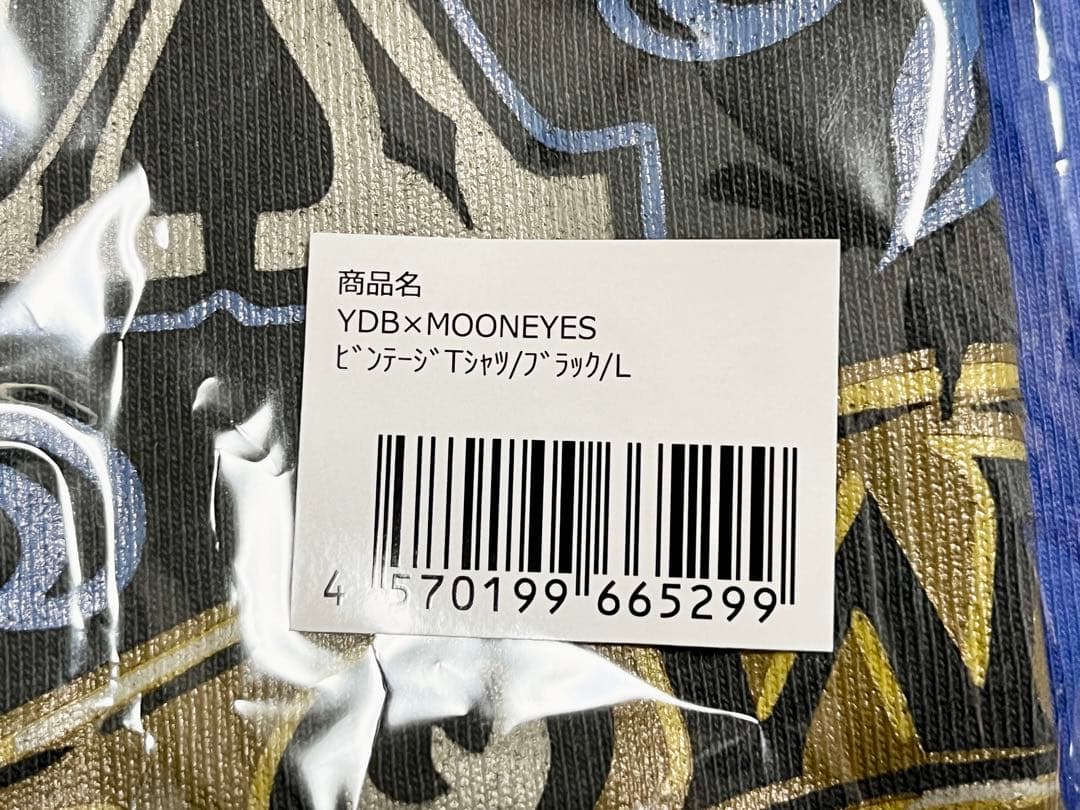 商品名
YDB×MOONEYES
ﾋﾞﾝﾃｰｼﾞTｼｬﾂ/ﾌﾞﾗｯｸ/L
4 570199 665299